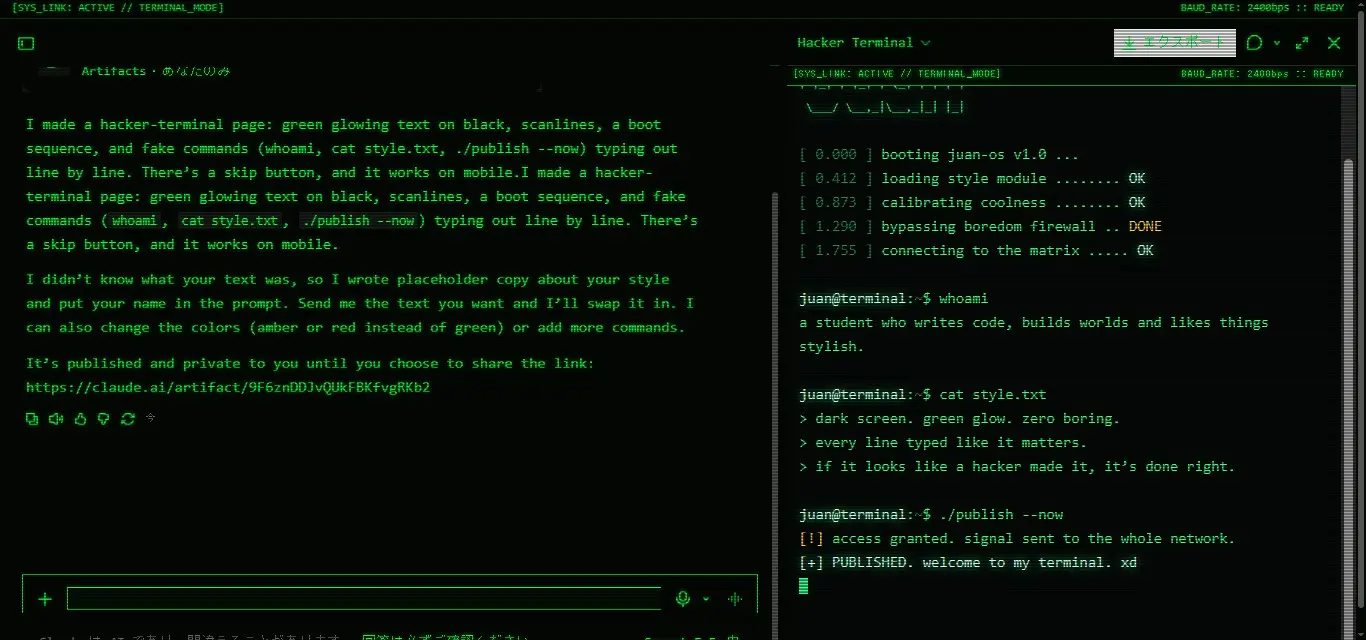 [SYS_LINK: ACTIVE // TERMINAL_MODE]
BAUD_RATE: 2400bps :: READY
Artifacts · あなたのみ
I made a hacker-terminal page: green glowing text on black, scanlines, a boot
sequence, and fake commands (whoami, cat style.txt, ./publish --now) typing out
line by line. There’s a skip button, and it works on mobile.I made a hacker-
terminal page: green glowing text on black, scanlines, a boot sequence, and fake
commands (whoami, cat style.txt, ./publish --now) typing out line by line. There’s
a skip button, and it works on mobile.
I didn’t know what your text was, so I wrote placeholder copy about your style
and put your name in the prompt. Send me the text you want and I’ll swap it in. I
can also change the colors (amber or red instead of green) or add more commands.
It’s published and private to you until you choose to share the link:
https://claude.ai/artifact/9F6znDDJvQUkFBKfvgRKb2
Hacker Terminal
エクスポート
[SYS_LINK: ACTIVE // TERMINAL_MODE]
BAUD_RATE: 2400bps :: READY
[ 0.000 ] booting juan-os v1.0 ...
[ 0.412 ] loading style module ........ OK
[ 0.873 ] calibrating coolness ........ OK
[ 1.290 ] bypassing boredom firewall .. DONE
[ 1.755 ] connecting to the matrix ..... OK
juan@terminal:~$ whoami
a student who writes code, builds worlds and likes things
stylish.
juan@terminal:~$ cat style.txt
> dark screen. green glow. zero boring.
> every line typed like it matters.
> if it looks like a hacker made it, it’s done right.
juan@terminal:~$ ./publish --now
[!] access granted. signal sent to the whole network.
[+] PUBLISHED. welcome to my terminal. xd